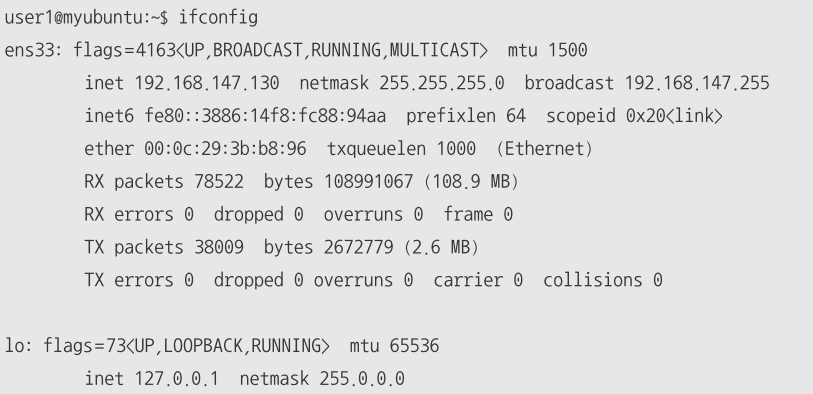 user1@myubuntu:~$ ifconfig
ens33: flags=4163<UP,BROADCAST,RUNNING,MULTICAST> mtu 1500
inet 192.168.147.130 netmask 255.255.255.0 broadcast 192.168.147.255
inet6 fe80::3886:14f8:fc88:94aa prefixlen 64 scopeid 0x20<link>
ether 00:0c:29:3b:b8:96 txqueuelen 1000 (Ethernet)
RX packets 78522 bytes 108991067 (108.9 MB)
RX errors 0 dropped 0 overruns 0 frame 0
TX packets 38009 bytes 2672779 (2.6 MB)
TX errors 0 dropped 0 overruns 0 carrier 0 collisions 0
lo: flags=73<UP,LOOPBACK,RUNNING> mtu 65536
inet 127.0.0.1 netmask 255.0.0.0